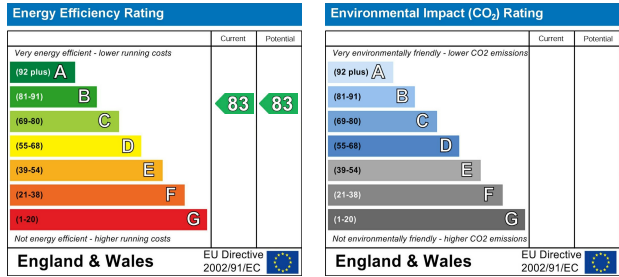 Energy Efficiency Rating
Current Potential
Very energy efficient - lower running costs
(92 plus) A
(81-91) B
83 83
(69-80) C
(55-68) D
(39-54) E
(21-38) F
(1-20) G
Not energy efficient - higher running costs
England & Wales
EU Directive
2002/91/EC
Environmental Impact (CO2) Rating
Current Potential
Very environmentally friendly - lower CO2 emissions
(92 plus) A
(81-91) B
(69-80) C
(55-68) D
(39-54) E
(21-38) F
(1-20) G
Not environmentally friendly - higher CO2 emissions
England & Wales
EU Directive
2002/91/EC